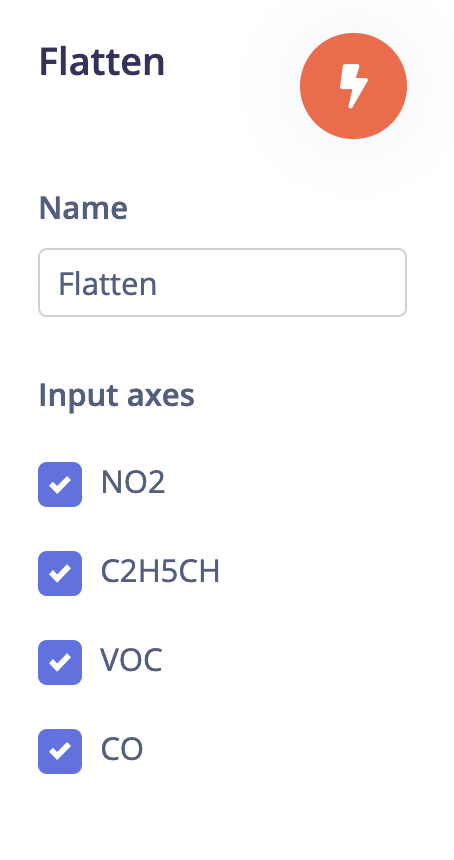 Flatten
Name
Flatten
Input axes
NO2
C2H5CH
VOC
CO